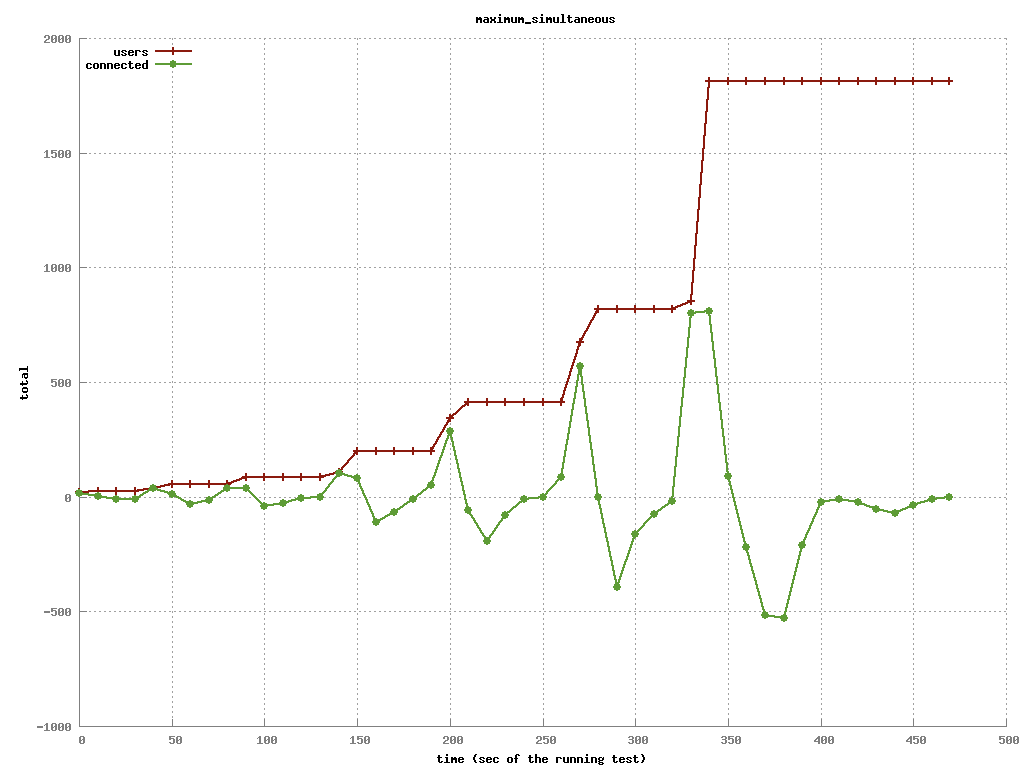 maximum_simultaneous
2000
users
connected
1500
1000
500
0
-500
-1000
total
0 50 100 150 200 250 300 350 400 450 500
time (sec of the running test)